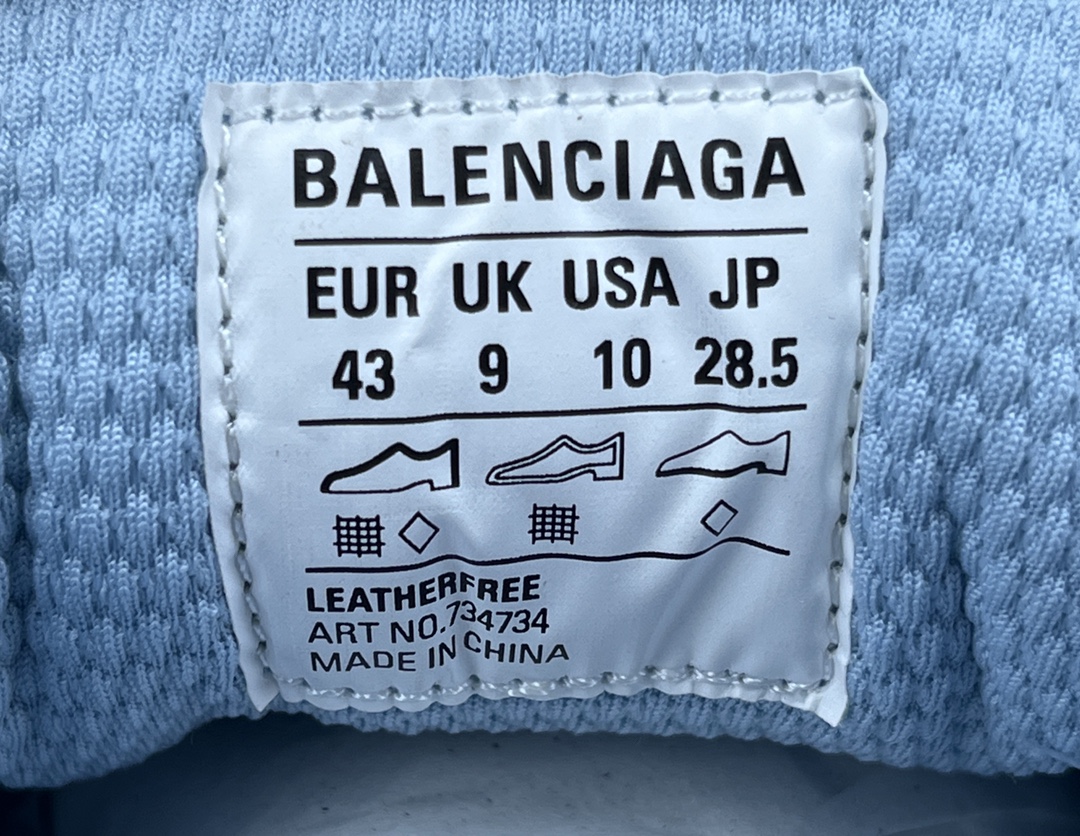 BALENCIAGA
EUR UK USA JP
43 9 10 28.5
LEATHERFREE
ART NO.734734
MADE IN CHINA